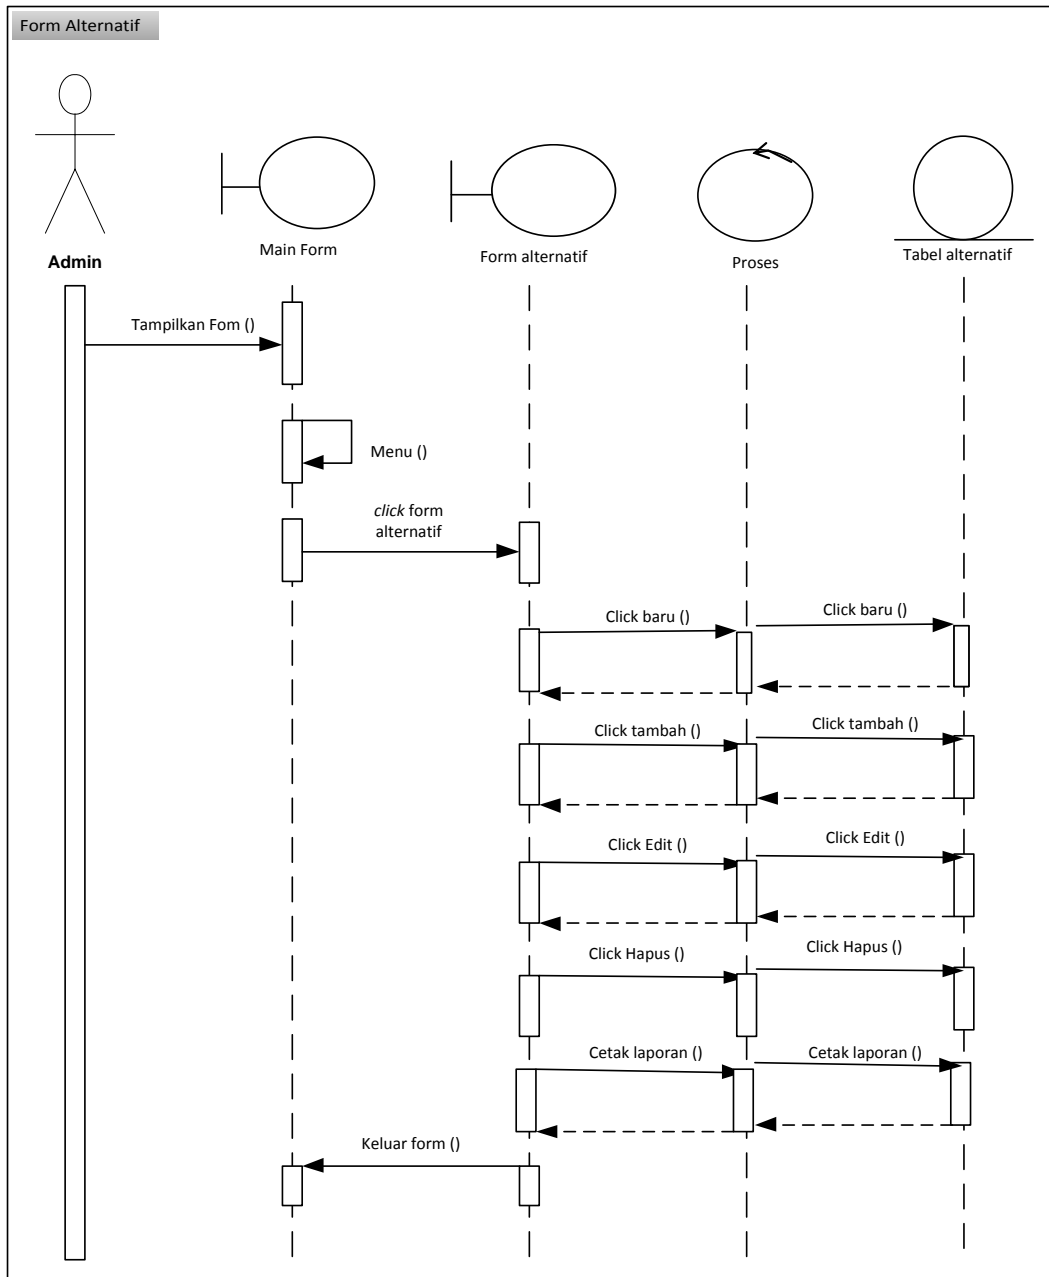 Form Alternatif
Admin
Main Form
Form alternatif
Proses
Tabel alternatif
Tampilkan Fom ()
Menu ()
click form
alternatif
Click baru ()
Click baru ()
Click tambah ()
Click tambah ()
Click Edit ()
Click Edit ()
Click Hapus ()
Click Hapus ()
Cetak laporan ()
Cetak laporan ()
Keluar form ()